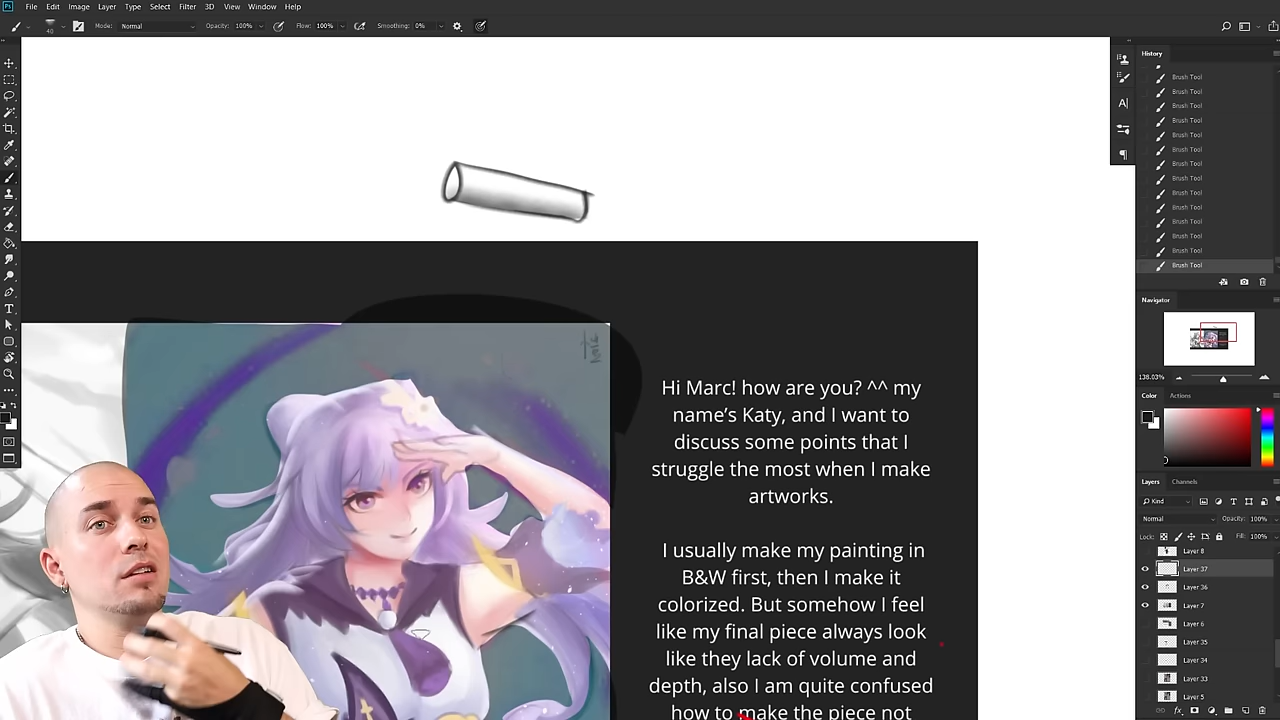 File Edit Image Layer Type Select Filter 3D View Window Help
Mode: Normal Opacity: 100% Flow: 100% Smoothing: 0%
History
Brush Tool
Brush Tool
Brush Tool
Brush Tool
Brush Tool
Brush Tool
Brush Tool
Brush Tool
Brush Tool
Brush Tool
Brush Tool
Brush Tool
Brush Tool
Brush Tool
Navigator
138.03%
Color Actions
Layers Channels
Kind
Normal Opacity: 100%
Lock: Fill: 100%
Layer 8
Layer 37
Layer 36
Layer 7
Layer 6
Layer 35
Layer 34
Layer 33
Layer 5
Hi Marc! how are you? ^^ my
name's Katy, and I want to
discuss some points that I
struggle the most when I make
artworks.
I usually make my painting in
B&W first, then I make it
colorized. But somehow I feel
like my final piece always look
like they lack of volume and
depth, also I am quite confused
how to make the piece not